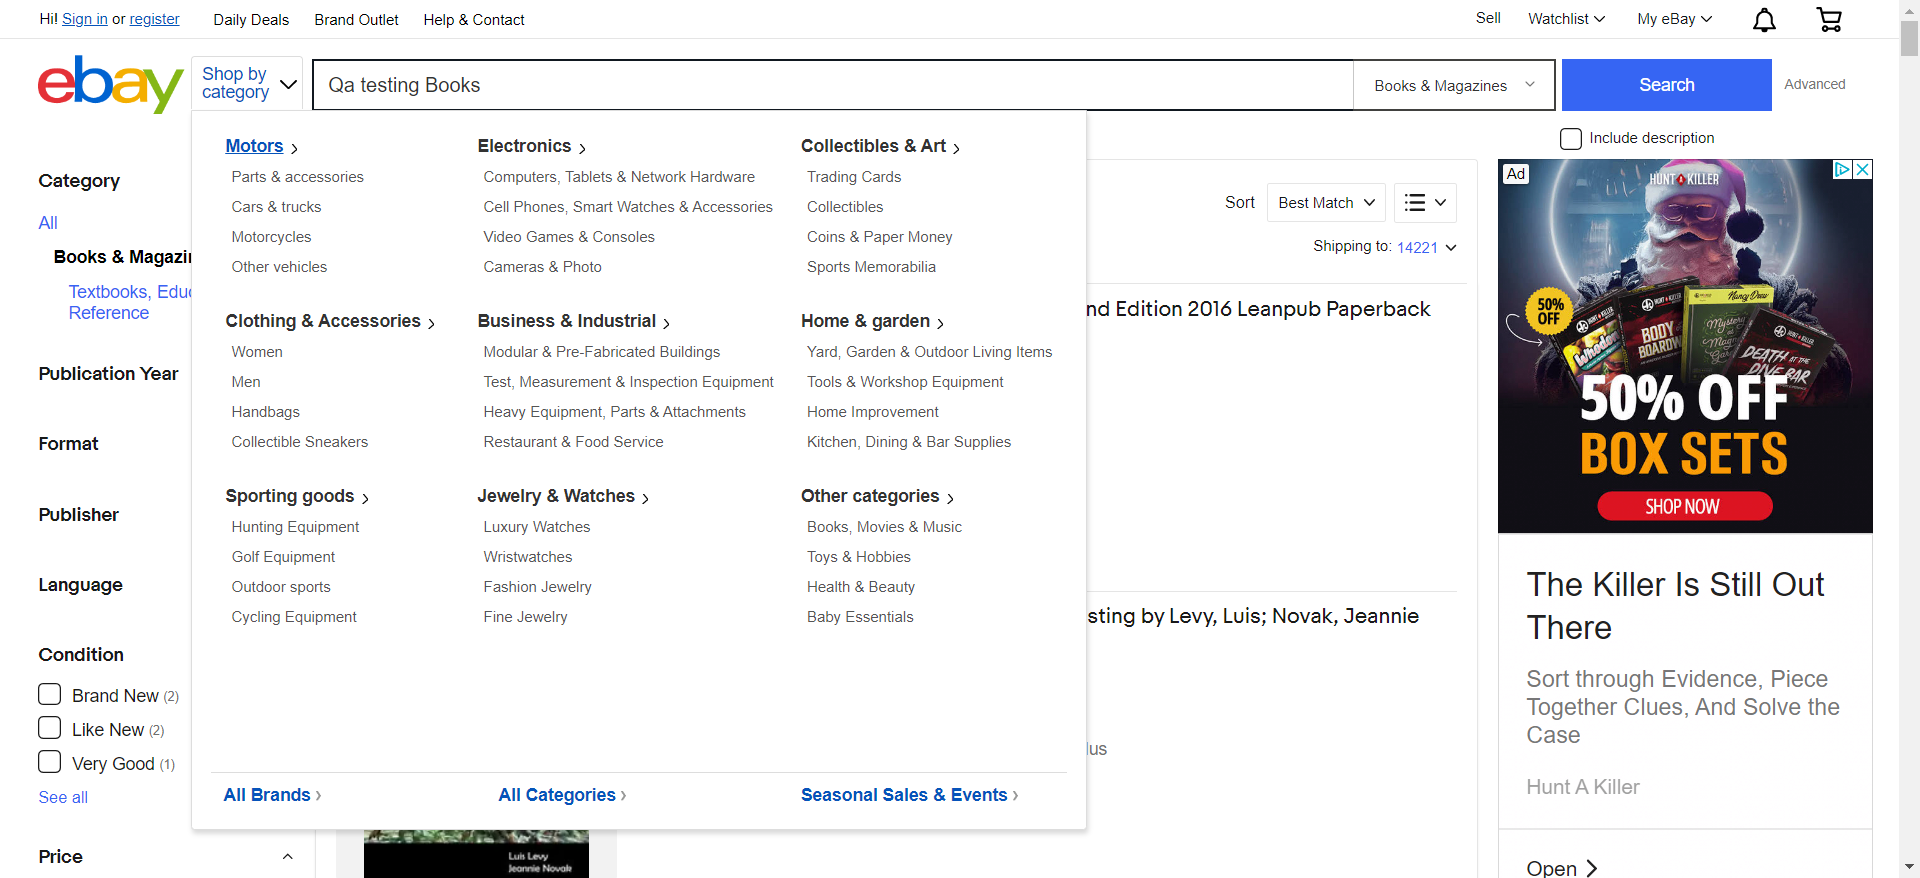 Hi! Sign in or register
Daily Deals
Brand Outlet
Help & Contact
Sell
Watchlist
My eBay
ebay
Shop by
category
Qa testing Books
Books & Magazines
Search
Advanced
Include description
Motors
Parts & accessories
Cars & trucks
Motorcycles
Other vehicles
Electronics
Computers, Tablets & Network Hardware
Cell Phones, Smart Watches & Accessories
Video Games & Consoles
Cameras & Photo
Collectibles & Art
Trading Cards
Collectibles
Coins & Paper Money
Sports Memorabilia
Clothing & Accessories
Women
Men
Handbags
Collectible Sneakers
Business & Industrial
Modular & Pre-Fabricated Buildings
Test, Measurement & Inspection Equipment
Heavy Equipment, Parts & Attachments
Restaurant & Food Service
Home & garden
Yard, Garden & Outdoor Living Items
Tools & Workshop Equipment
Home Improvement
Kitchen, Dining & Bar Supplies
Sporting goods
Hunting Equipment
Golf Equipment
Outdoor sports
Cycling Equipment
Jewelry & Watches
Luxury Watches
Wristwatches
Fashion Jewelry
Fine Jewelry
Other categories
Books, Movies & Music
Toys & Hobbies
Health & Beauty
Baby Essentials
All Brands
All Categories
Seasonal Sales & Events
Category
All
Books & Magazi
Textbooks, Edu
Reference
Publication Year
Format
Publisher
Language
Condition
Brand New (2)
Like New (2)
Very Good (1)
See all
Price
Sort
Best Match
Shipping to: 14221
nd Edition 2016 Leanpub Paperback
sting by Levy, Luis; Novak, Jeannie
lus
Luis Levy
Jeannie Novak
Ad
HUNT A KILLER
50%
OFF
Nancy Drew
BODY
BOARDW
DEATH AT THE
DIVE BAR
50% OFF
BOX SETS
SHOP NOW
The Killer Is Still Out
There
Sort through Evidence, Piece
Together Clues, And Solve the
Case
Hunt A Killer
Open